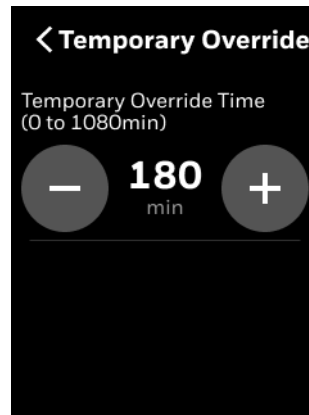 Temporary Override
Temporary Override Time
(0 to 1080min)
180
min